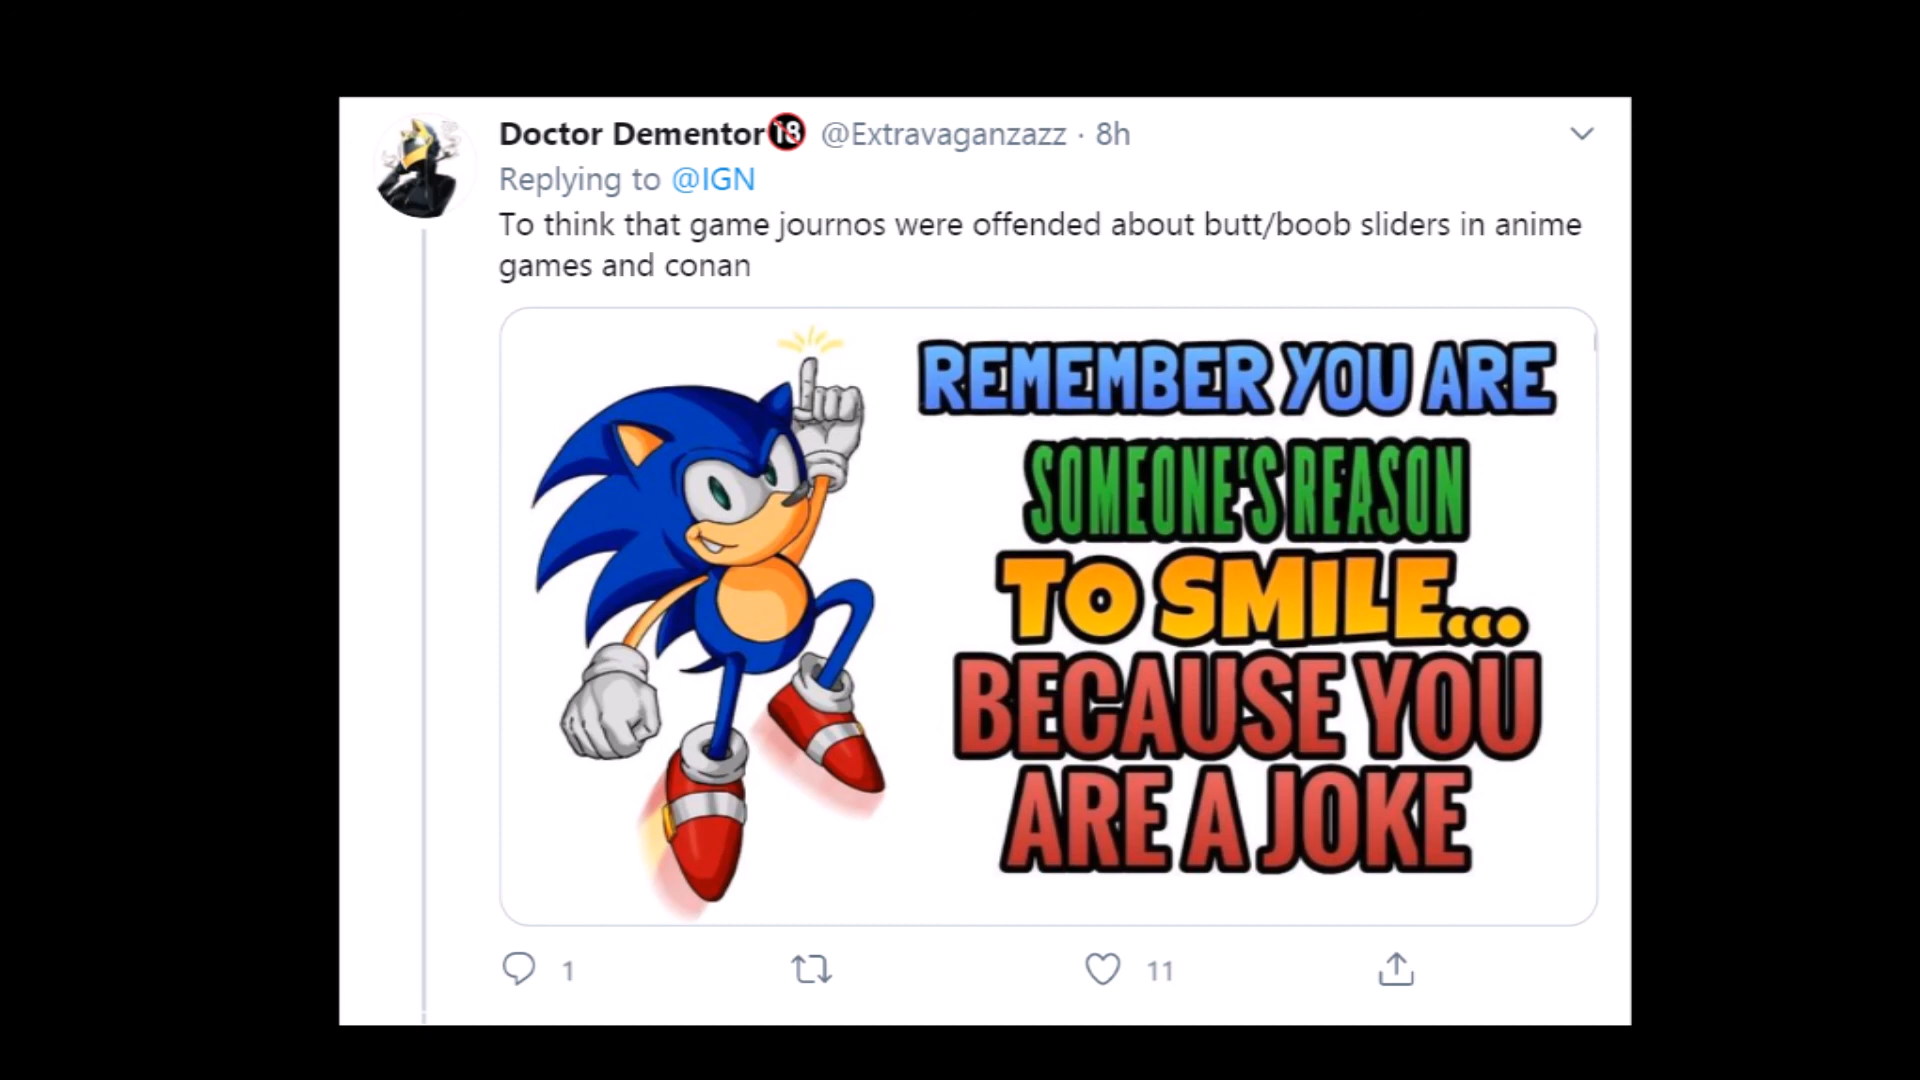 Doctor Dementor🔞 @Extravaganzazz · 8h
Replying to @IGN
To think that game journos were offended about butt/boob sliders in anime
games and conan
REMEMBER YOU ARE
SOMEONE'S REASON
TO SMILE...
BECAUSE YOU
ARE A JOKE
1 11